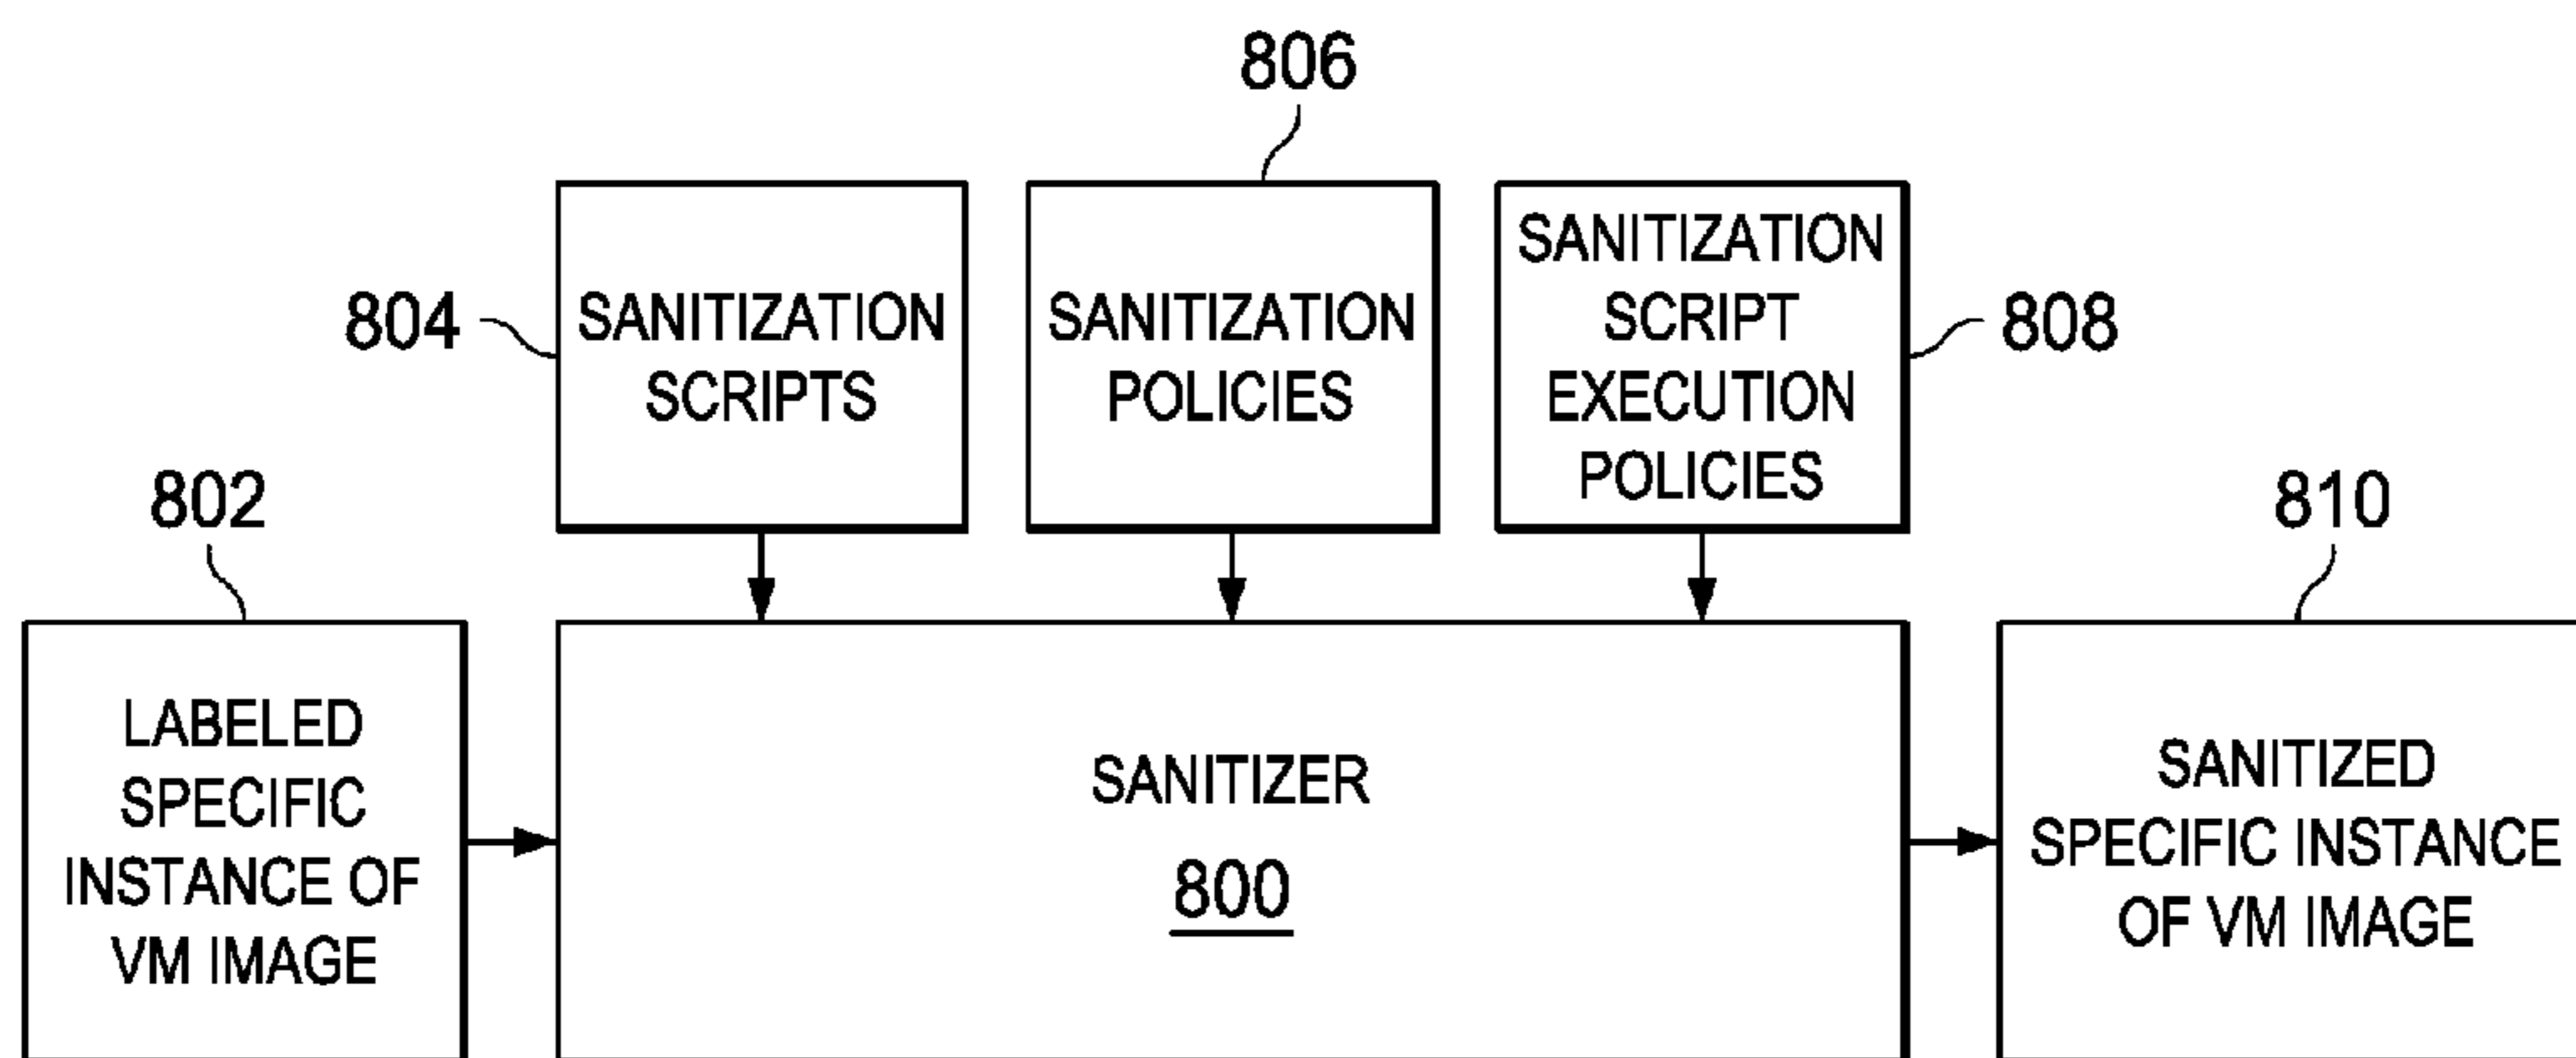 806
804
SANITIZATION
SCRIPTS
SANITIZATION
POLICIES
SANITIZATION
SCRIPT
EXECUTION
POLICIES
808
802
LABELED
SPECIFIC
INSTANCE OF
VM IMAGE
SANITIZER
800
810
SANITIZED
SPECIFIC INSTANCE
OF VM IMAGE